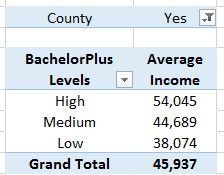 County Yes
BachelorPlus Average
Levels Income
High 54,045
Medium 44,689
Low 38,074
Grand Total 45,937